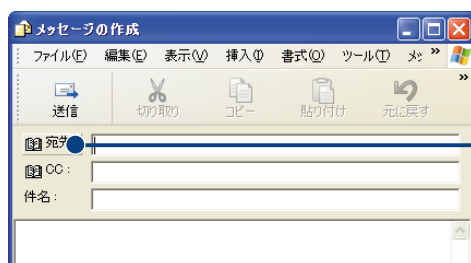 メッセージの作成
ファイル(F) 編集(E) 表示(V) 挿入(I) 書式(O) ツール(T) »
送信 切り取り コピー 貼り付け 元に戻す »
CC :
件名 :